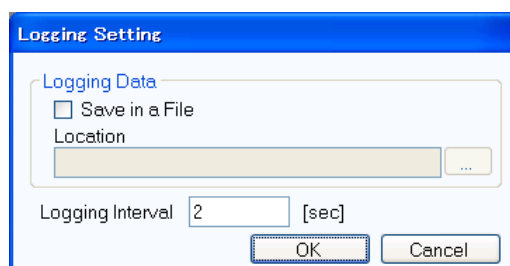 Logging Setting
Logging Data
Save in a File
Location
...
Logging Interval 2 [sec]
OK Cancel